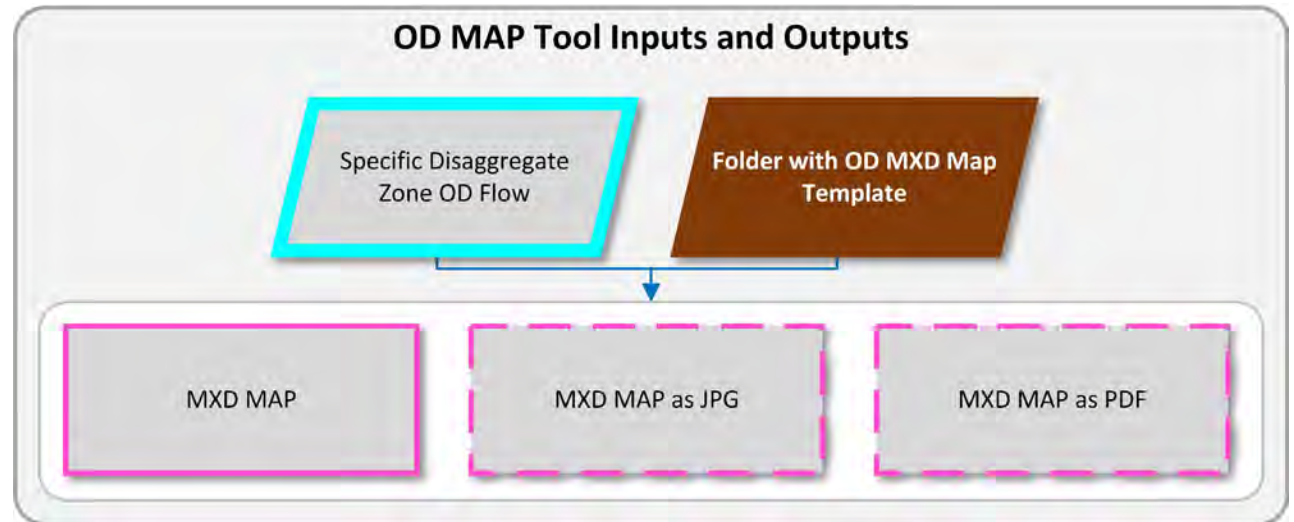 OD MAP Tool Inputs and Outputs
Specific Disaggregate
Zone OD Flow
Folder with OD MXD Map
Template
MXD MAP
MXD MAP as JPG
MXD MAP as PDF